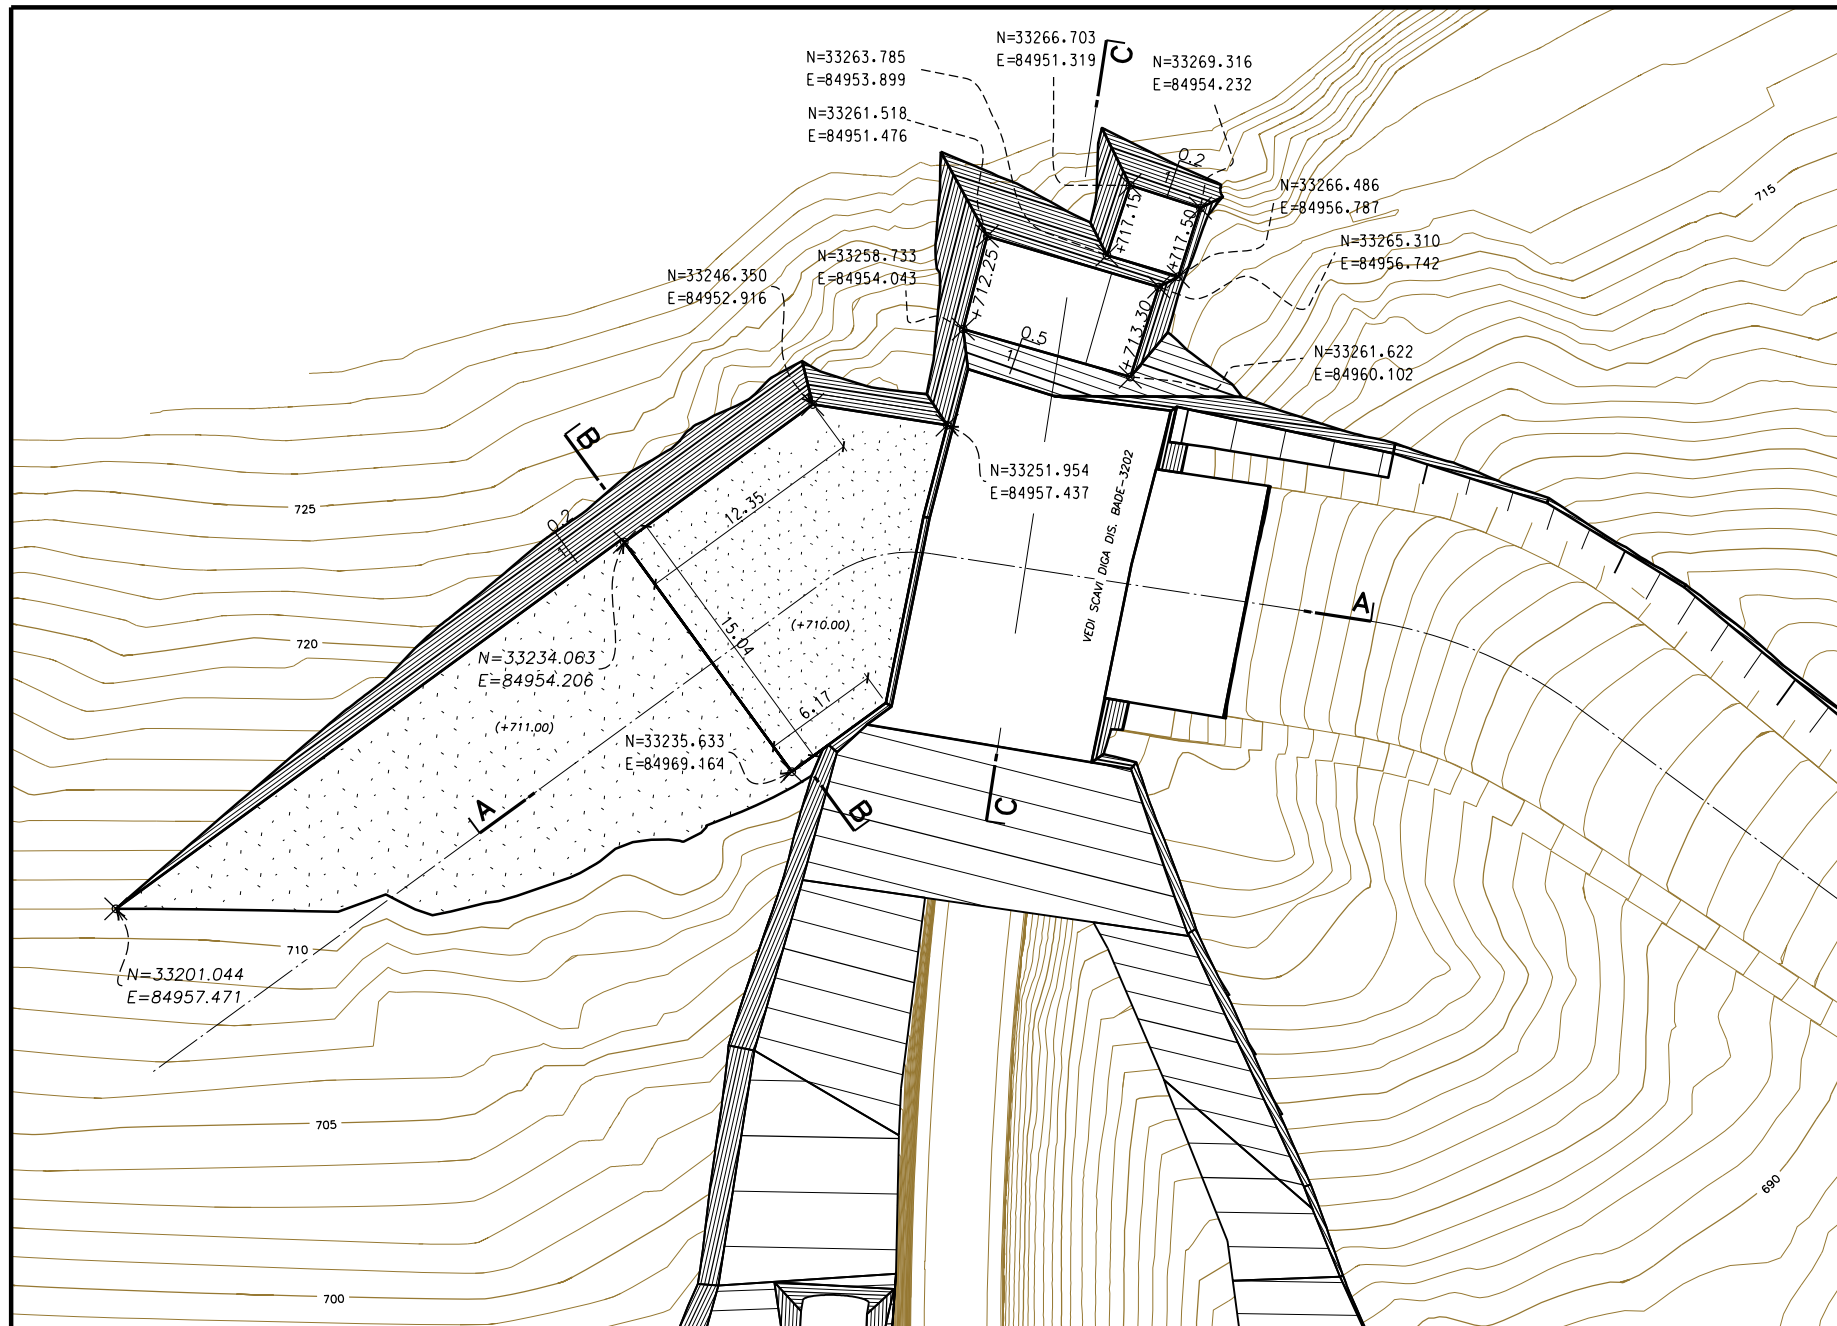 N=33266.703
E=84951.319
C
N=33263.785
E=84953.899
N=33269.316
E=84954.232
N=33261.518
E=84951.476
0.2
1
N=33266.486
E=84956.787
715
+717.15
+717.50
N=33265.310
E=84956.742
N=33258.733
E=84954.043
+712.25
N=33246.350
E=84952.916
+713.30
0.5
1
N=33261.622
E=84960.102
B
N=33251.954
E=84957.437
VEDI SCAVI DIGA DIS. BADE-3202
725
12.35
0.2
1
A
15.04
(+710.00)
720
N=33234.063
E=84954.206
6.17
(+711.00)
N=33235.633
E=84969.164
A
B
C
710
N=33201.044
E=84957.471
705
690
700